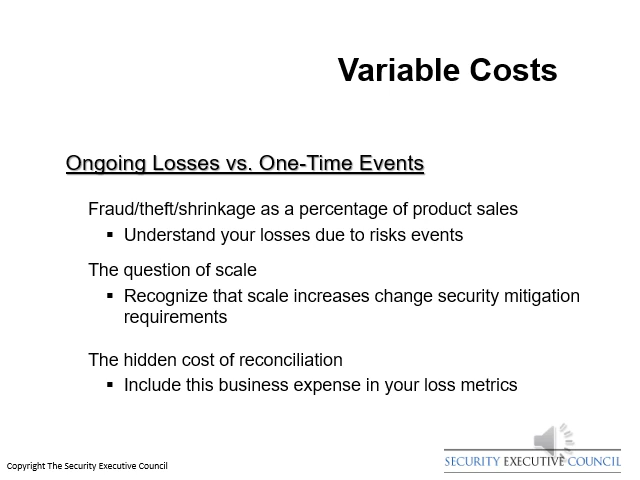 Variable Costs
Ongoing Losses vs. One-Time Events
Fraud/theft/shrinkage as a percentage of product sales
▪ Understand your losses due to risks events
The question of scale
▪ Recognize that scale increases change security mitigation
requirements
The hidden cost of reconciliation
▪ Include this business expense in your loss metrics
Copyright The Security Executive Council
SECURITY EXECUTIVE COUNCIL